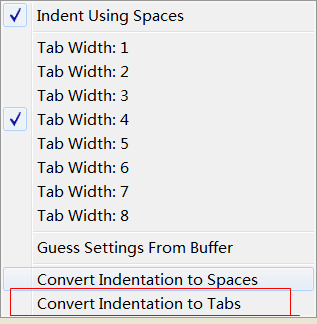 Indent Using Spaces
Tab Width: 1
Tab Width: 2
Tab Width: 3
Tab Width: 4
Tab Width: 5
Tab Width: 6
Tab Width: 7
Tab Width: 8
Guess Settings From Buffer
Convert Indentation to Spaces
Convert Indentation to Tabs